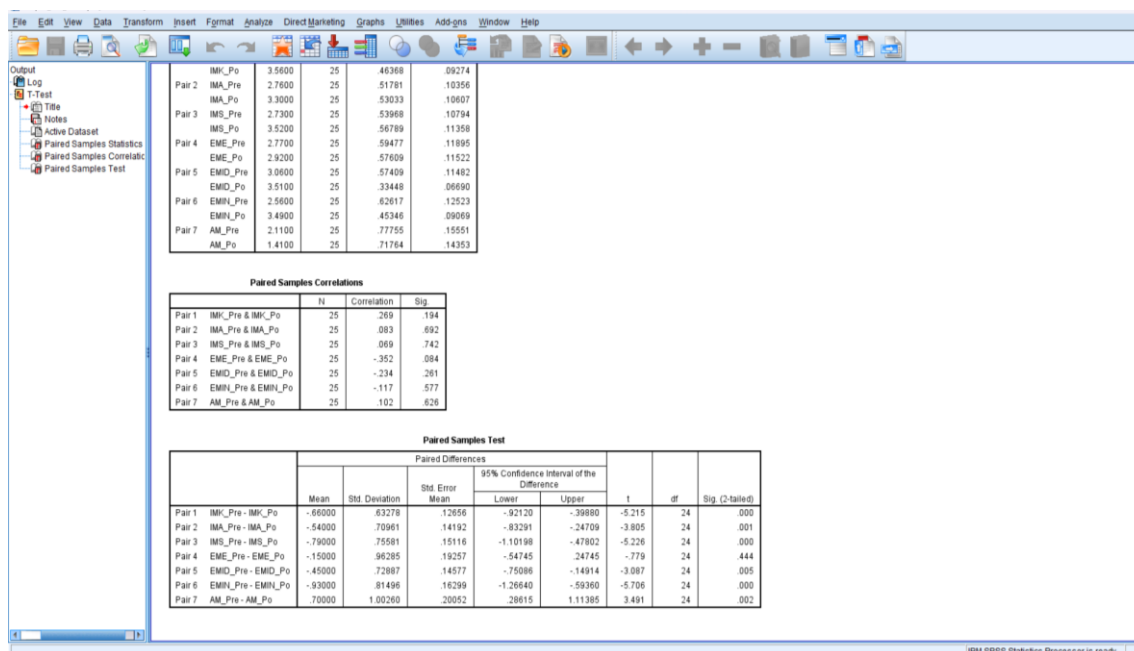 File Edit View Data Transform Insert Format Analyze Direct Marketing Graphs Utilities Add-ons Window Help
Output
Log
T-Test
Title
Notes
Active Dataset
Paired Samples Statistics
Paired Samples Correlatic
Paired Samples Test
IMK_Po 3.5600 25 .46368 .09274
Pair 2 IMA_Pre 2.7600 25 .51781 .10356
IMA_Po 3.3000 25 .53033 .10607
Pair 3 IMS_Pre 2.7300 25 .53968 .10794
IMS_Po 3.5200 25 .56789 .11358
Pair 4 EME_Pre 2.7700 25 .59477 .11895
EME_Po 2.9200 25 .57609 .11522
Pair 5 EMID_Pre 3.0600 25 .57409 .11482
EMID_Po 3.5100 25 .33448 .06690
Pair 6 EMIN_Pre 2.5600 25 .62617 .12523
EMIN_Po 3.4900 25 .45346 .09069
Pair 7 AM_Pre 2.1100 25 .77755 .15551
AM_Po 1.4100 25 .71764 .14353
Paired Samples Correlations
N Correlation Sig.
Pair 1 IMK_Pre & IMK_Po 25 .269 .194
Pair 2 IMA_Pre & IMA_Po 25 .083 .692
Pair 3 IMS_Pre & IMS_Po 25 .069 .742
Pair 4 EME_Pre & EME_Po 25 -.352 .084
Pair 5 EMID_Pre & EMID_Po 25 -.234 .261
Pair 6 EMIN_Pre & EMIN_Po 25 -.117 .577
Pair 7 AM_Pre & AM_Po 25 .102 .626
Paired Samples Test
Paired Differences
95% Confidence Interval of the
Difference
Std. Error
Mean Std. Deviation Mean Lower Upper t df Sig. (2-tailed)
Pair 1 IMK_Pre - IMK_Po -.66000 .63278 .12656 -.92120 -.39880 -5.215 24 .000
Pair 2 IMA_Pre - IMA_Po -.54000 .70961 .14192 -.83291 -.24709 -3.805 24 .001
Pair 3 IMS_Pre - IMS_Po -.79000 .75581 .15116 -1.10198 -.47802 -5.226 24 .000
Pair 4 EME_Pre - EME_Po -.15000 .96285 .19257 -.54745 .24745 -.779 24 .444
Pair 5 EMID_Pre - EMID_Po -.45000 .72887 .14577 -.75086 -.14914 -3.087 24 .005
Pair 6 EMIN_Pre - EMIN_Po -.93000 .81496 .16299 -1.26640 -.59360 -5.706 24 .000
Pair 7 AM_Pre - AM_Po .70000 1.00260 .20052 .28615 1.11385 3.491 24 .002
IBM SPSS Statistics Processor is ready